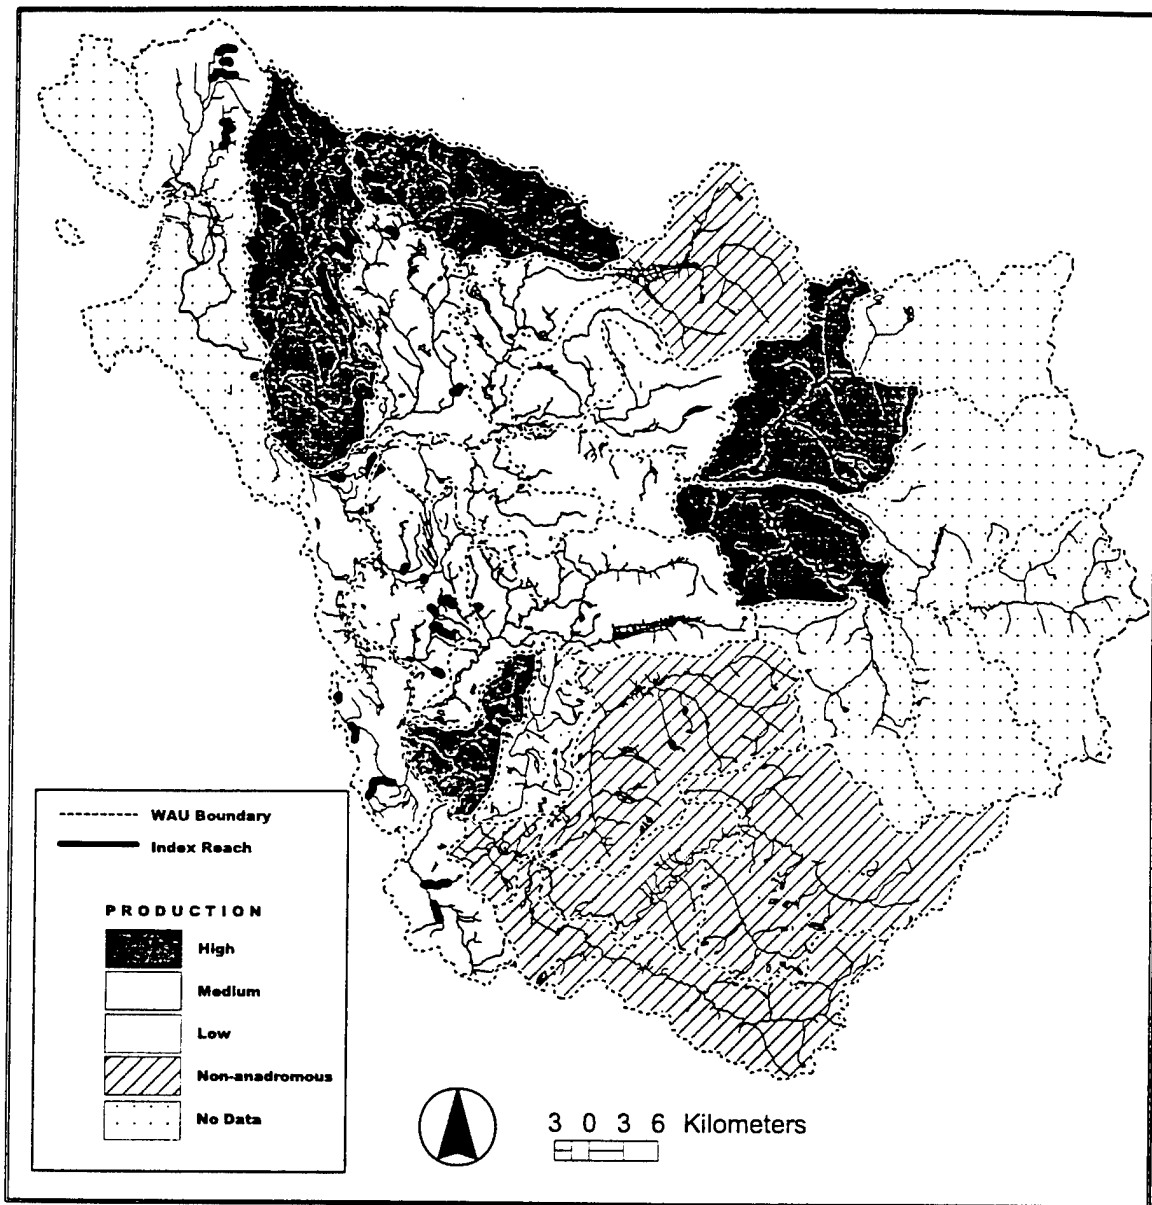 WAU Boundary
Index Reach
PRODUCTION
High
Medium
Low
Non-anadromous
No Data
3 0 3 6 Kilometers